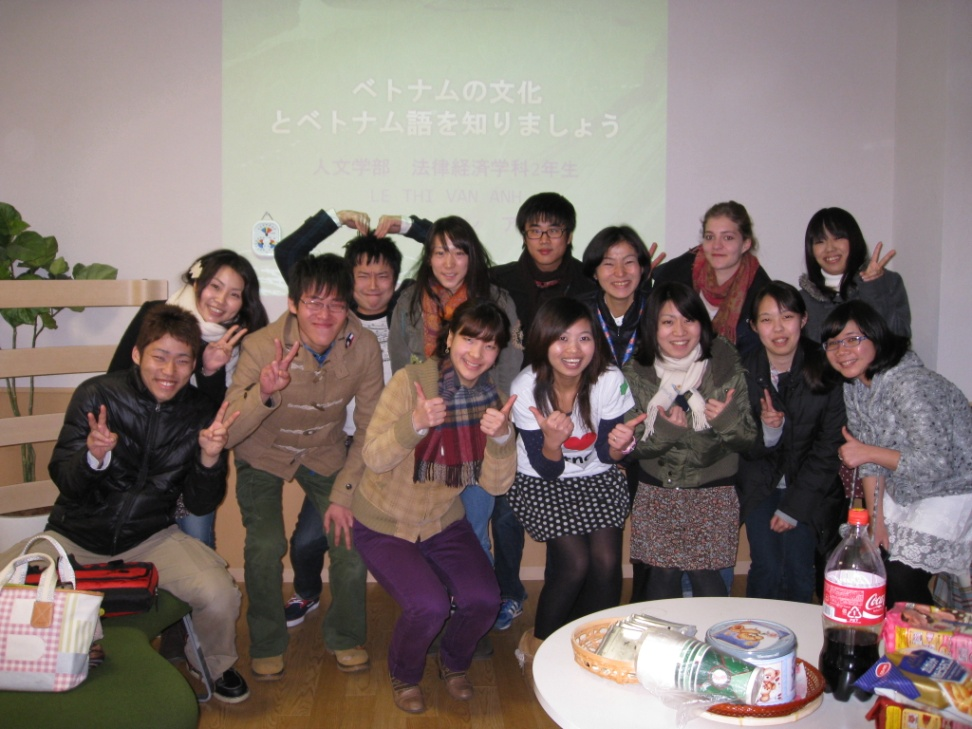 ベトナムの文化
とベトナム語を知りましょう
人文学部　法律経済学科2年生
LE THI VAN ANH
Coca